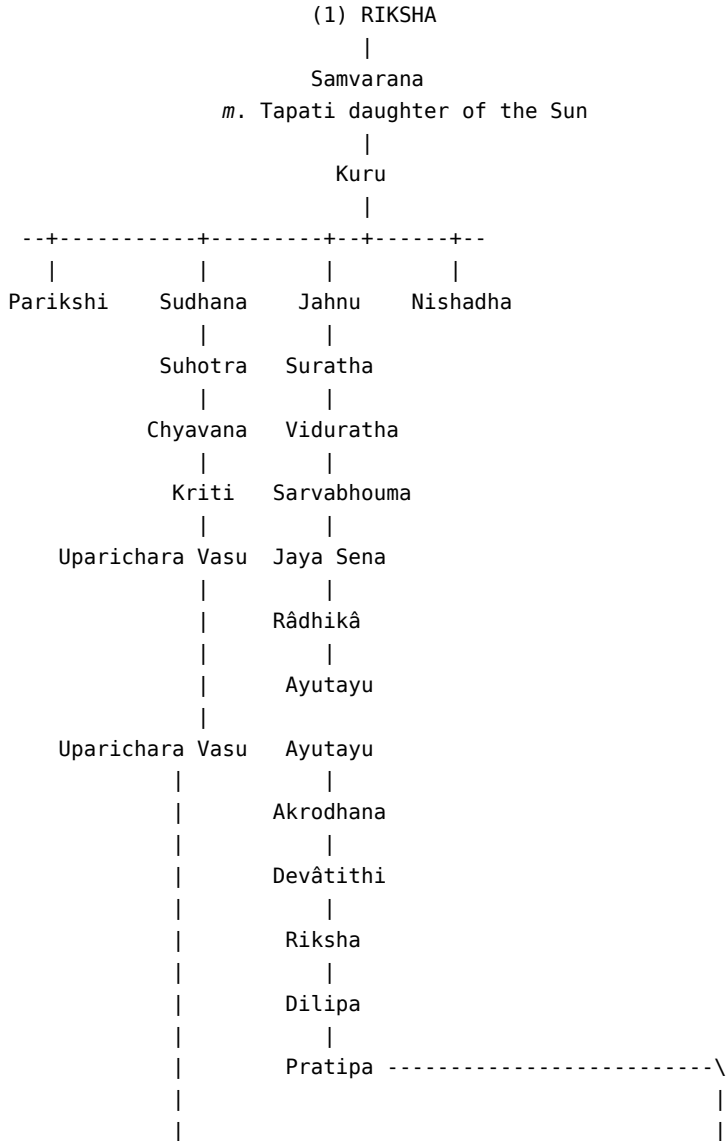 (1) RIKSHA
|
Samvarana
m. Tapati daughter of the Sun
|
Kuru
|
--+-----------+---------+--+------+--
| | | |
Parikshi Sudhana Jahnu Nishadha
| |
Suhotra Suratha
| |
Chyavana Viduratha
| |
Kriti Sarvabhouma
| |
Uparichara Vasu Jaya Sena
| |
| Râdhikâ
| |
| Ayutayu
|
Uparichara Vasu Ayutayu
| |
| Akrodhana
| |
| Devâtithi
| |
| Riksha
| |
| Dilipa
| |
| Pratipa --------------------------\
| |
| |